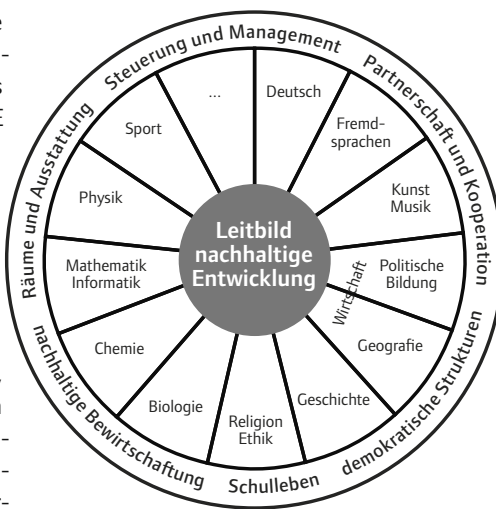 e
-
s
E
,
n
-
-
r-
Steuerung und Management
Partnerschaft und Kooperation
demokratische Strukturen
Schulleben
nachhaltige Bewirtschaftung
Räume und Ausstattung
...
Deutsch
Fremd-
sprachen
Kunst
Musik
Politische
Bildung
Wirtschaft
Geografie
Geschichte
Religion
Ethik
Biologie
Chemie
Mathematik
Informatik
Physik
Sport
Leitbild
nachhaltige
Entwicklung